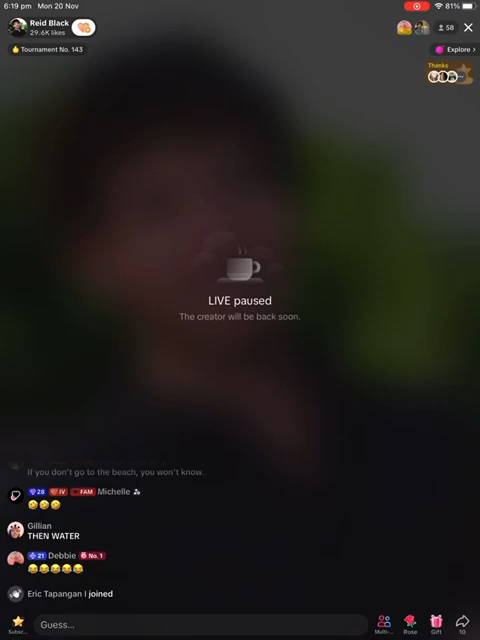 6:19 pm Mon 20 Nov
81%
Reid Black
29.6K likes
58
Tournament No. 143
Explore
Thanks
LIVE paused
The creator will be back soon.
If you don't go to the beach, you won't know.
28 IV FAM Michelle
Gillian
THEN WATER
21 Debbie No. 1
Eric Tapangan I joined
Guess...
Subsc... Multi-... Rose Gift 10